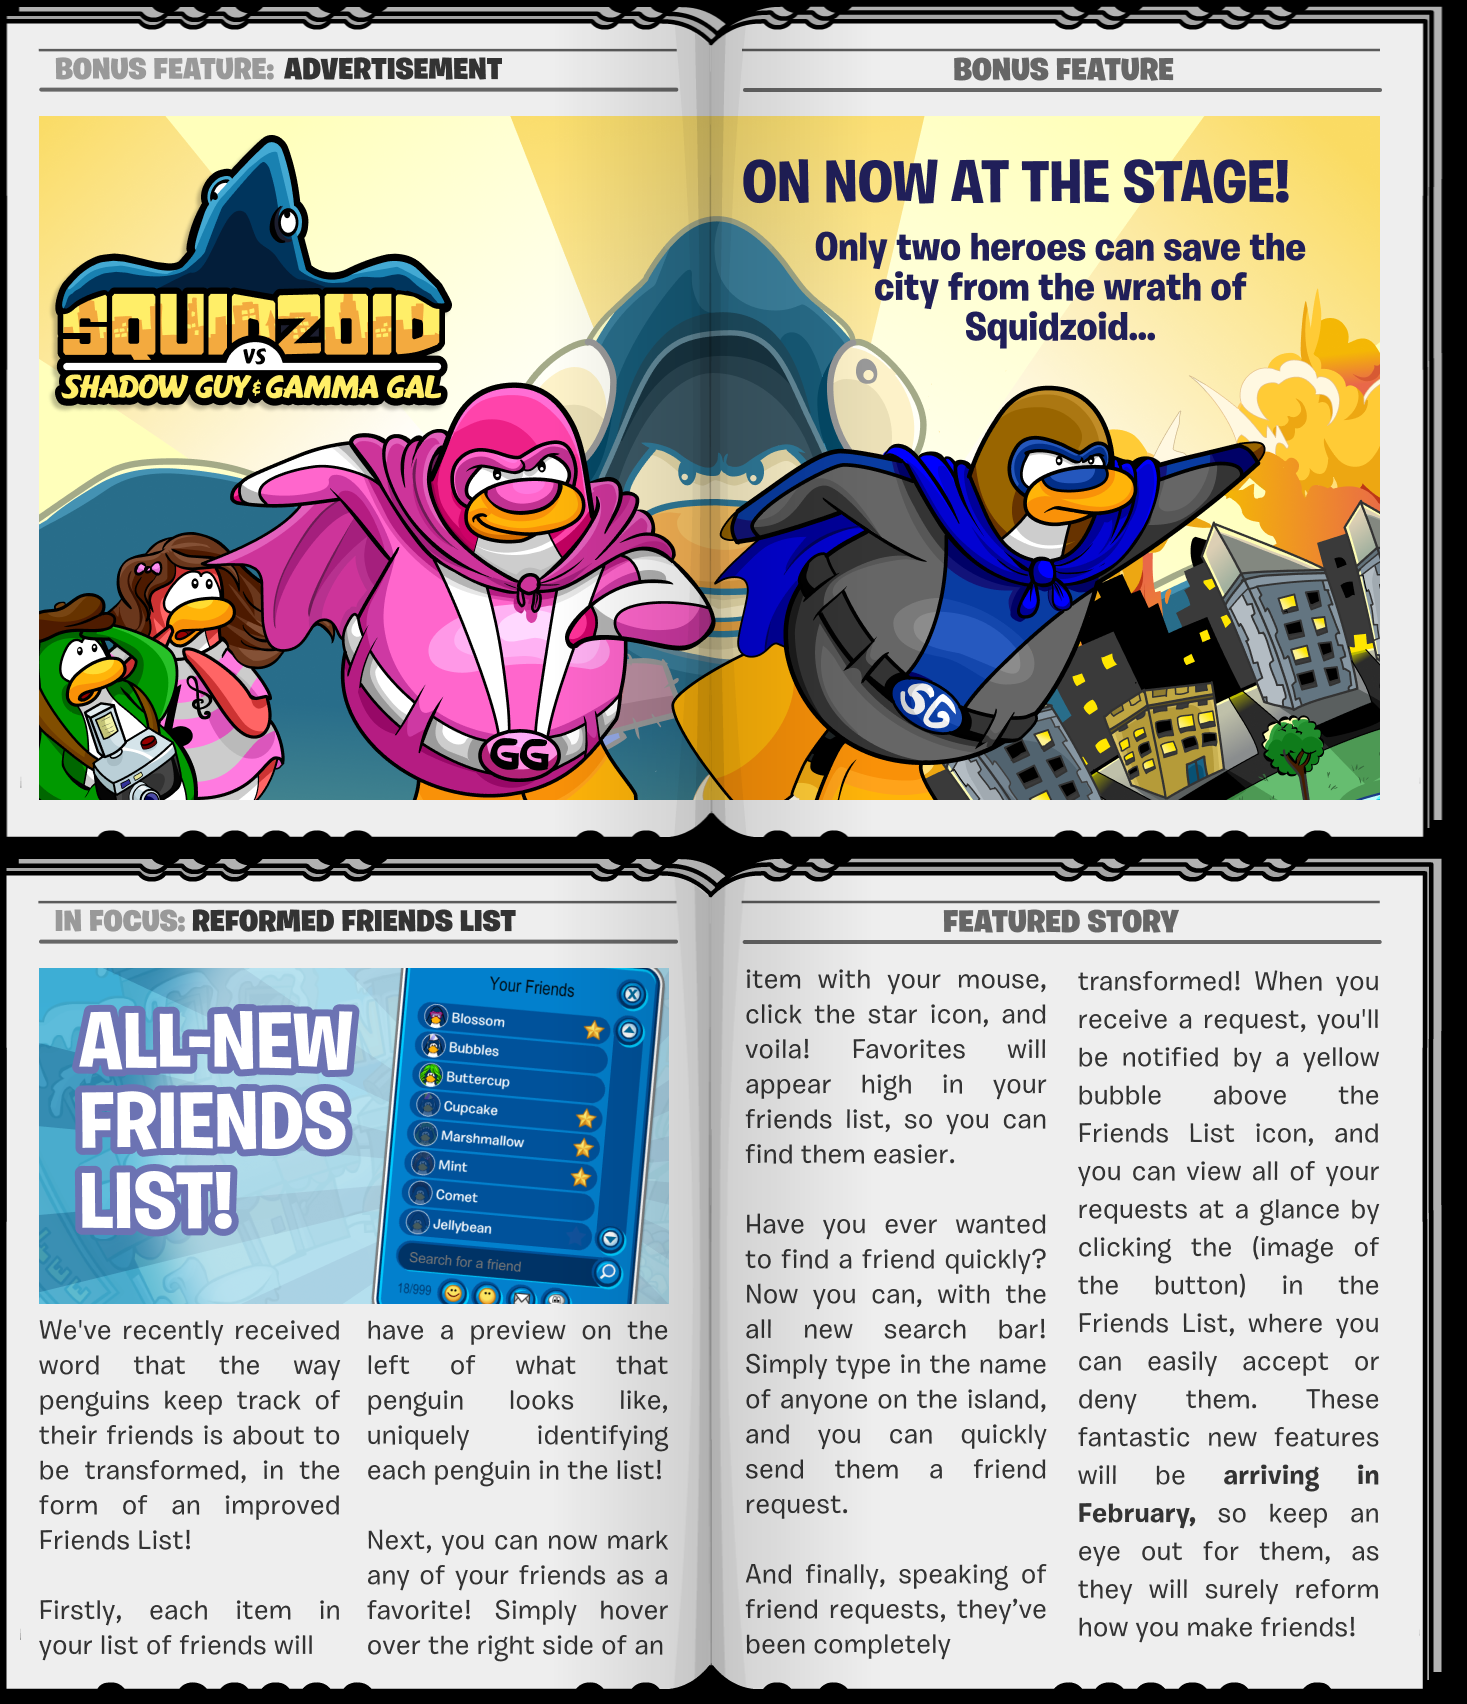 BONUS FEATURE: ADVERTISEMENT
BONUS FEATURE
SQUIDZOID
VS
SHADOW GUY & GAMMA GAL
ON NOW AT THE STAGE!
Only two heroes can save the
city from the wrath of
Squidzoid...
GG
SG
IN FOCUS: REFORMED FRIENDS LIST
FEATURED STORY
ALL-NEW
FRIENDS
LIST!
Your Friends
Blossom
Bubbles
Buttercup
Cupcake
Marshmallow
Mint
Comet
Jellybean
Search for a friend
18/999
We've recently received
word that the way
penguins keep track of
their friends is about to
be transformed, in the
form of an improved
Friends List!
Firstly, each item in
your list of friends will
have a preview on the
left of what that
penguin looks like,
uniquely identifying
each penguin in the list!
Next, you can now mark
any of your friends as a
favorite! Simply hover
over the right side of an
item with your mouse,
click the star icon, and
voila! Favorites will
appear high in your
friends list, so you can
find them easier.
Have you ever wanted
to find a friend quickly?
Now you can, with the
all new search bar!
Simply type in the name
of anyone on the island,
and you can quickly
send them a friend
request.
And finally, speaking of
friend requests, they’ve
been completely
transformed! When you
receive a request, you'll
be notified by a yellow
bubble above the
Friends List icon, and
you can view all of your
requests at a glance by
clicking the (image of
the button) in the
Friends List, where you
can easily accept or
deny them. These
fantastic new features
will be arriving in
February, so keep an
eye out for them, as
they will surely reform
how you make friends!